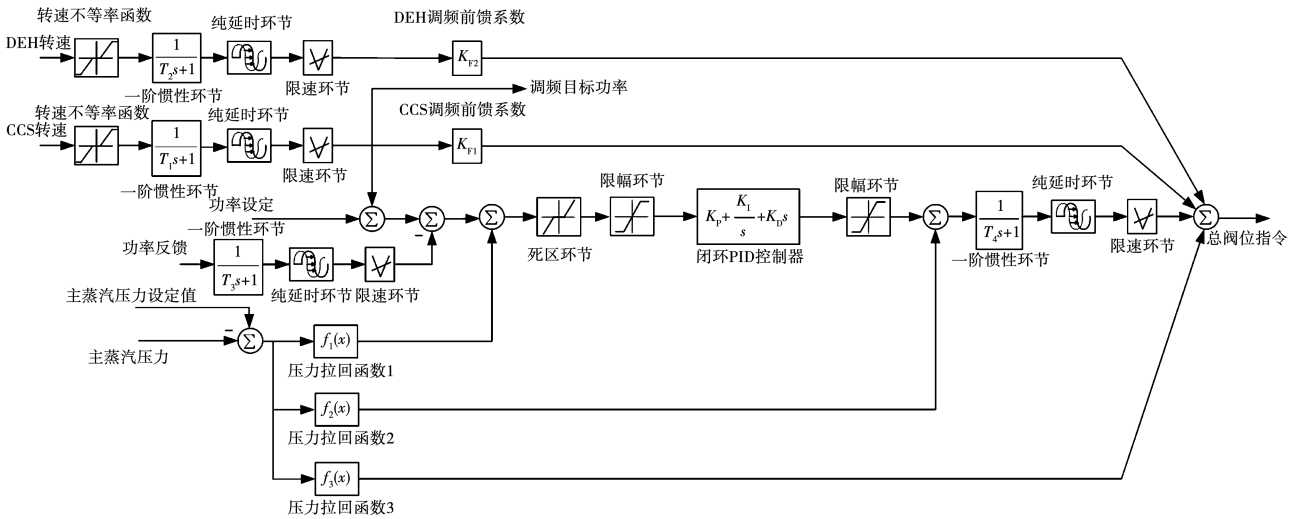 转速不等率函数
纯延时环节
DEH调频前馈系数
DEH转速
1
T2s+1
KF2
限速环节
一阶惯性环节
调频目标功率
转速不等率函数
纯延时环节
CCS调频前馈系数
CCS转速
1
T1s+1
KF1
限速环节
一阶惯性环节
功率设定
Σ
Σ
-
Σ
死区环节
限幅环节
KP+
KI
s
+KDs
闭环PID控制器
限幅环节
Σ
1
T4s+1
一阶惯性环节
纯延时环节
限速环节
Σ
总阀位指令
一阶惯性环节
功率反馈
1
T3s+1
纯延时环节
限速环节
主蒸汽压力设定值
-
Σ
主蒸汽压力
f1(x)
压力拉回函数1
f2(x)
压力拉回函数2
f3(x)
压力拉回函数3